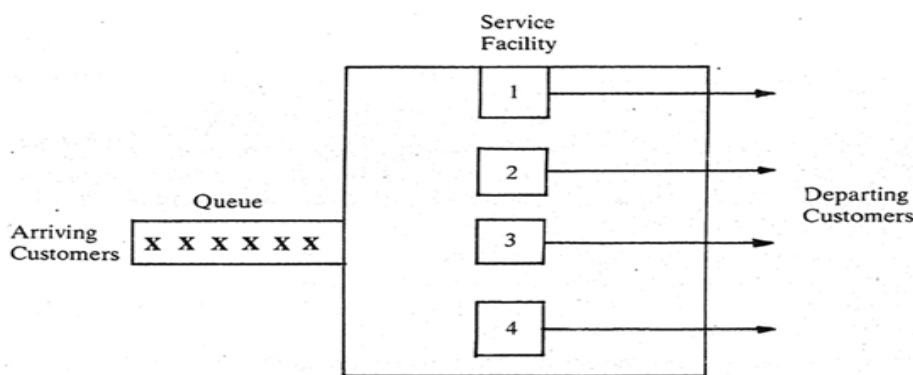 Service
Facility
1
2
Queue
Departing
Customers
Arriving
Customers
X X X X X X
3
4